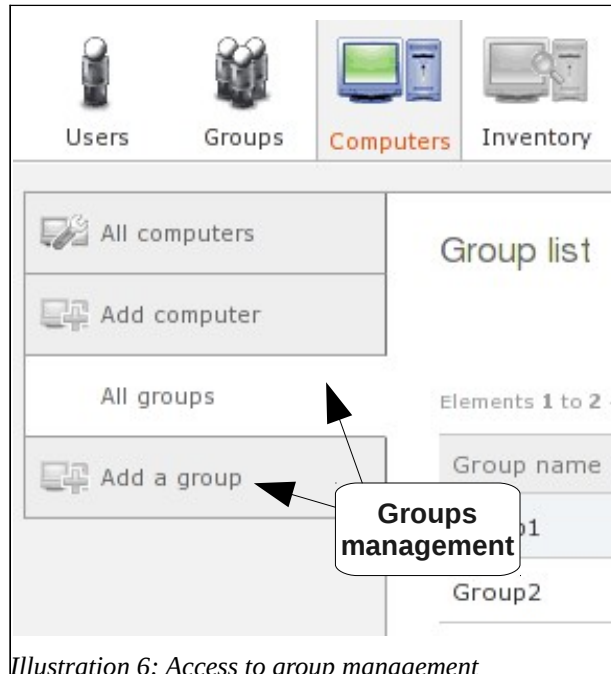 Users Groups Computers Inventory
All computers
Group list
Add computer
All groups
Elements 1 to 2
Group name
Add a group
Groups
management
Group2
Illustration 6: Access to group management